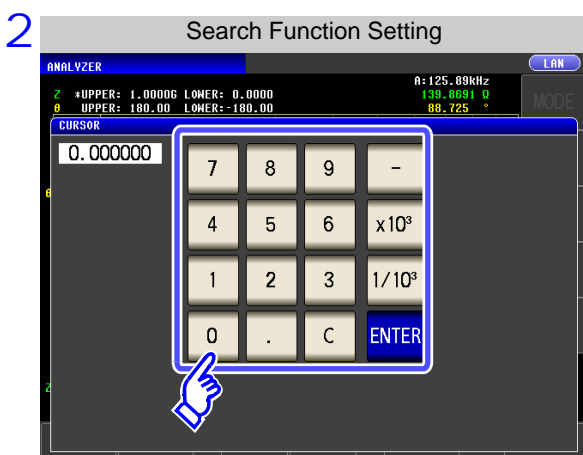 2
Search Function Setting
ANALYZER
LAN
A:125.89kHz
Z *UPPER: 1.00006 LOWER: 0.0000 139.8691 Ω
θ UPPER: 180.00 LOWER:-180.00 88.725 °
MODE
CURSOR
0.000000
7 8 9 -
θ
4 5 6 x10³
1 2 3 1/10³
0 . C ENTER
Z